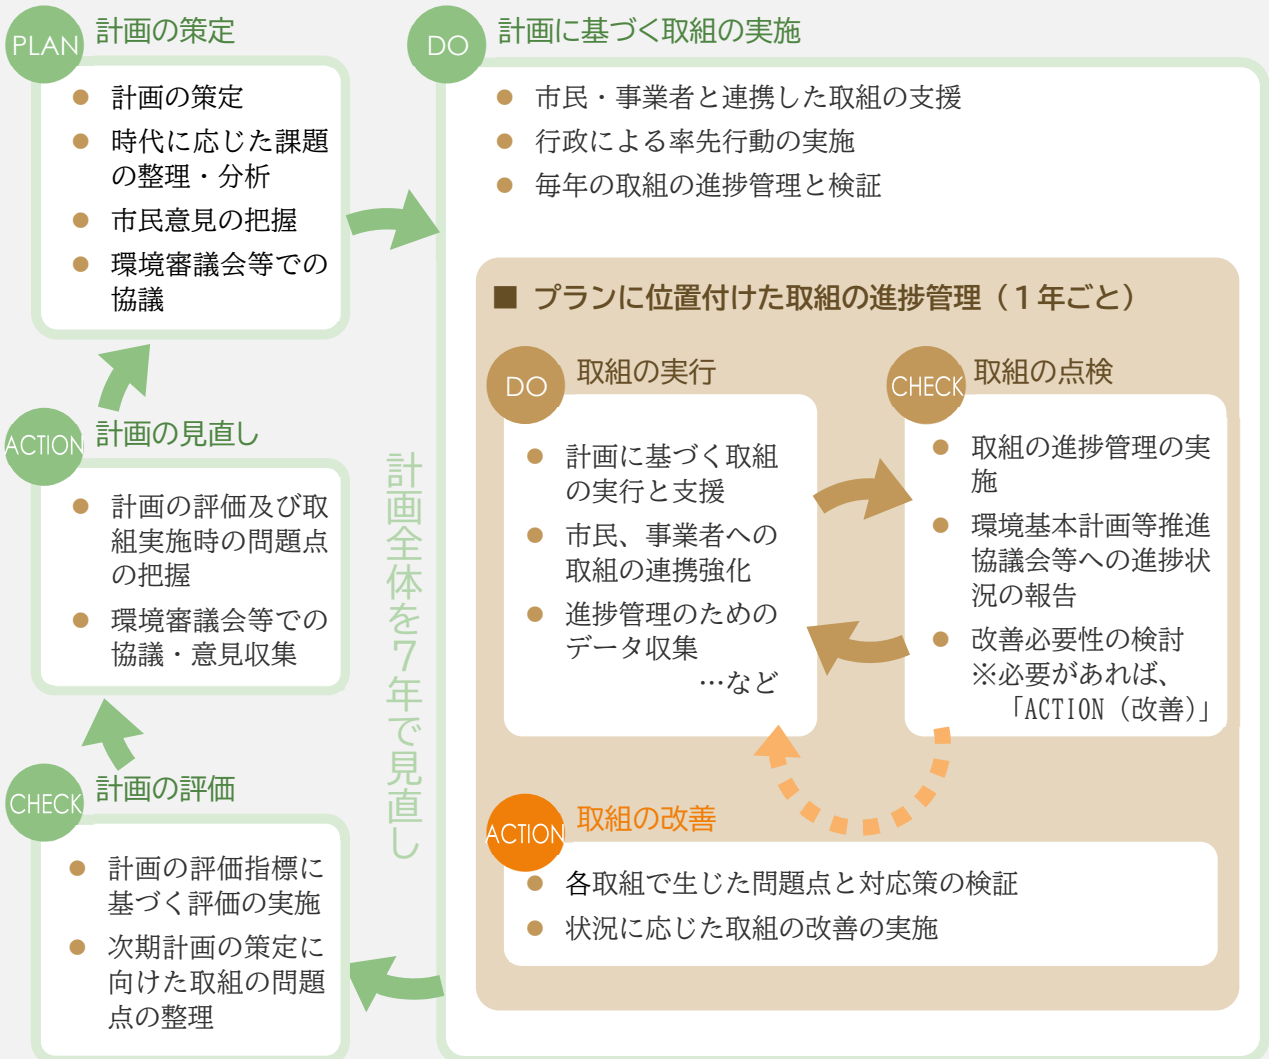 PLAN
計画の策定
計画の策定
時代に応じた課題
の整理・分析
市民意見の把握
環境審議会等での
協議
DO
計画に基づく取組の実施
市民・事業者と連携した取組の支援
行政による率先行動の実施
毎年の取組の進捗管理と検証
■ プランに位置付けた取組の進捗管理（１年ごと）
DO
取組の実行
計画に基づく取組
の実行と支援
市民、事業者への
取組の連携強化
進捗管理のための
データ収集
…など
CHECK
取組の点検
取組の進捗管理の実
施
環境基本計画等推進
協議会等への進捗状
況の報告
改善必要性の検討
※必要があれば、
「ACTION（改善）」
ACTION
取組の改善
各取組で生じた問題点と対応策の検証
状況に応じた取組の改善の実施
計画全体を７年で見直し
ACTION
計画の見直し
計画の評価及び取
組実施時の問題点
の把握
環境審議会等での
協議・意見収集
CHECK
計画の評価
計画の評価指標に
基づく評価の実施
次期計画の策定に
向けた取組の問題
点の整理